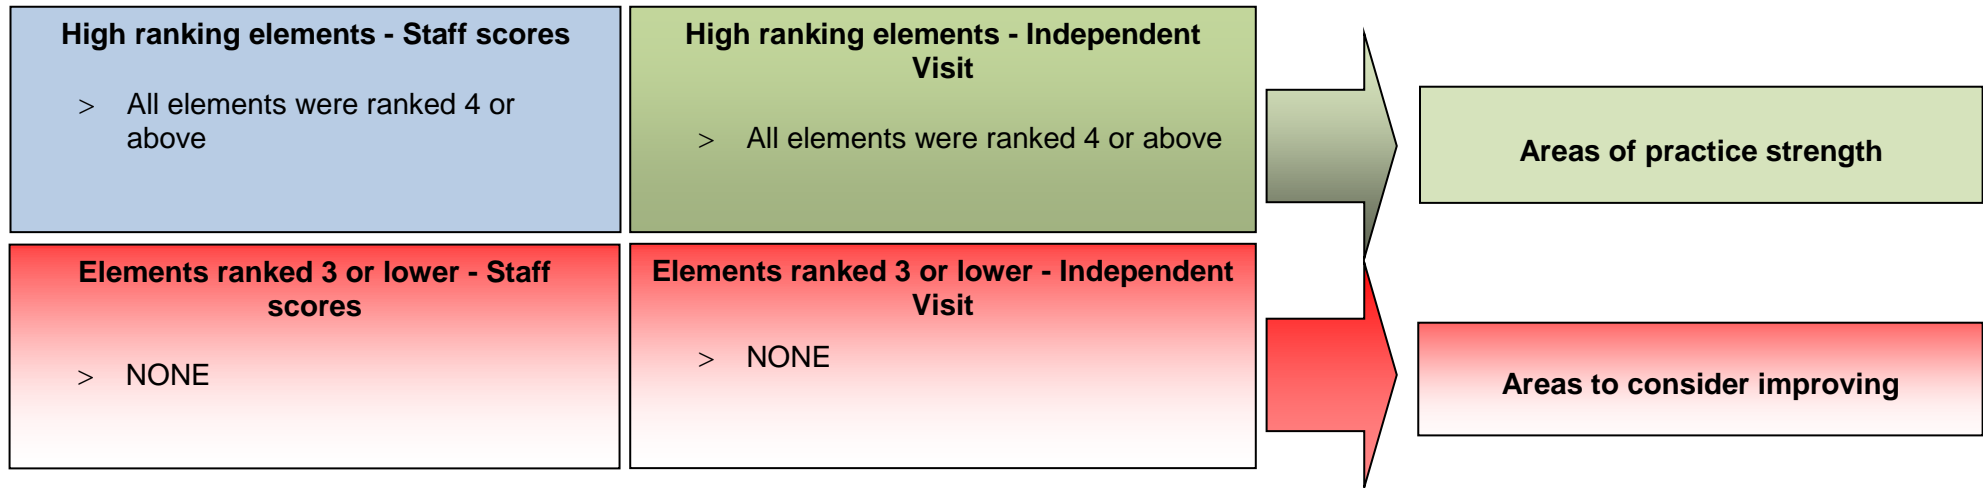 High ranking elements - Staff scores
> All elements were ranked 4 or
above
High ranking elements - Independent
Visit
> All elements were ranked 4 or above
Areas of practice strength
Elements ranked 3 or lower - Staff
scores
> NONE
Elements ranked 3 or lower - Independent
Visit
> NONE
Areas to consider improving